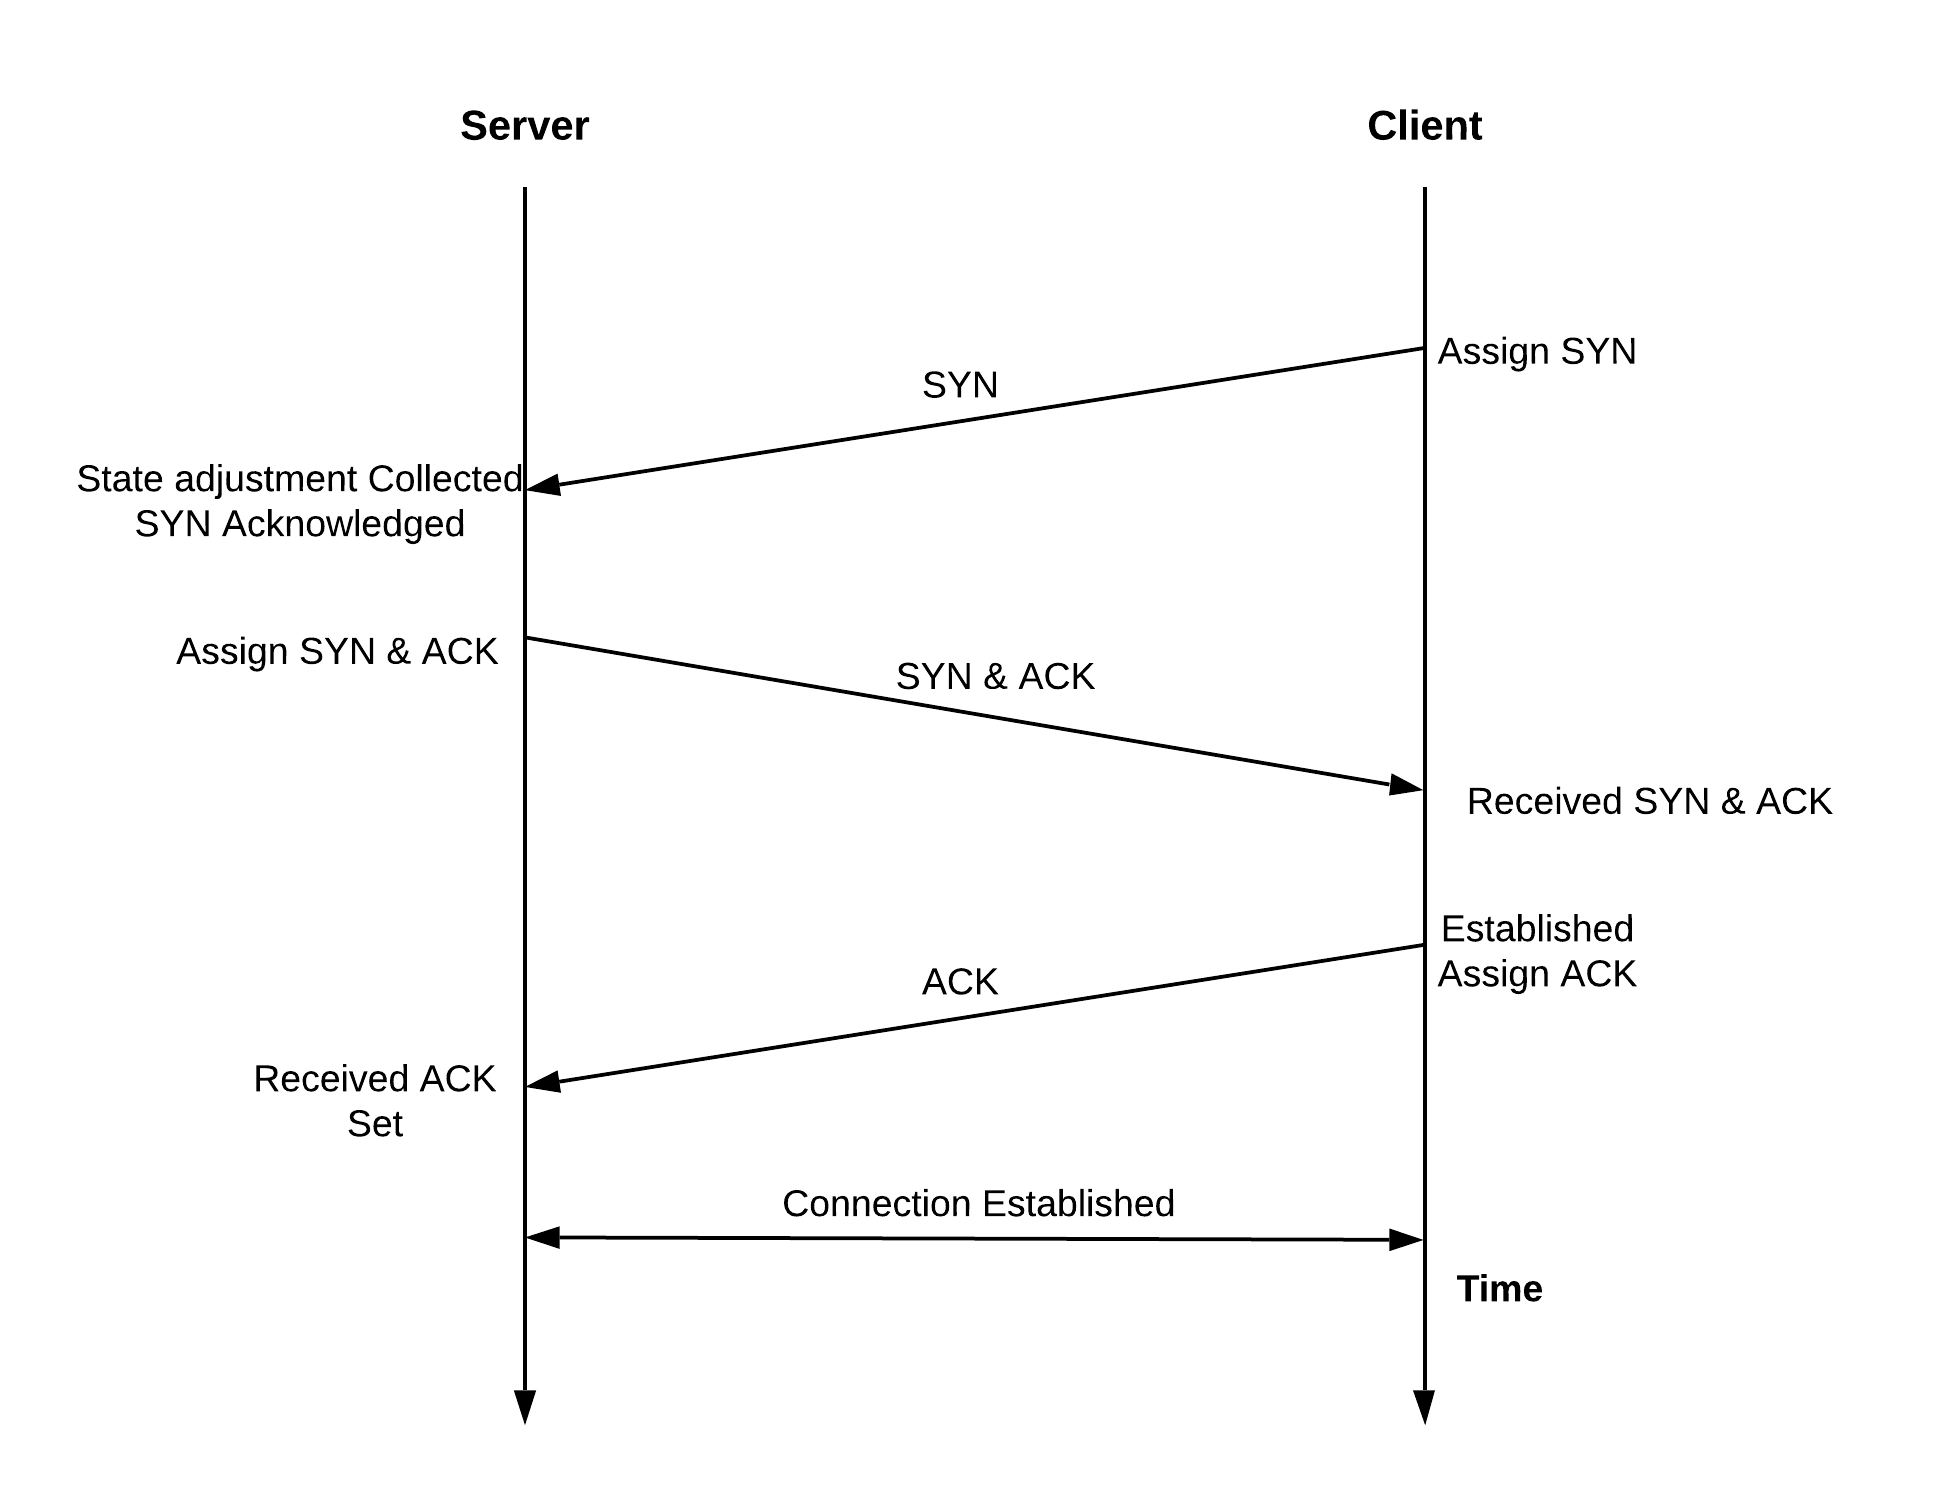 Server
Client
Assign SYN
SYN
State adjustment Collected
SYN Acknowledged
Assign SYN & ACK
SYN & ACK
Received SYN & ACK
Established
Assign ACK
ACK
Received ACK
Set
Connection Established
Time